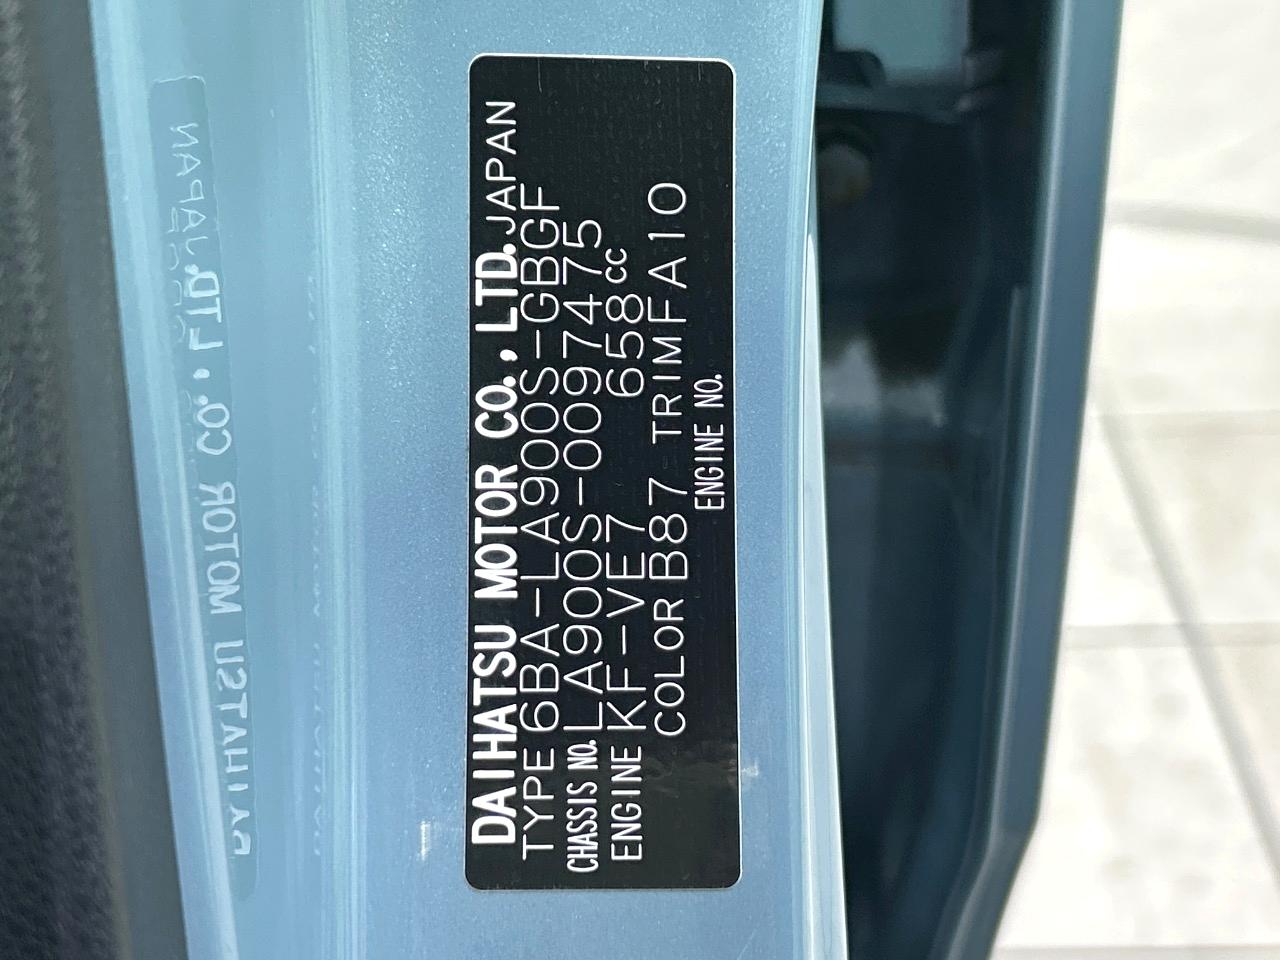 DAIHATSU MOTOR CO., LTD. JAPAN
TYPE 6BA-LA900S-GBGF
CHASSIS NO. LA900S-0097475
ENGINE KF-VE7 658cc
COLOR B87 TRIM FA10
ENGINE NO.
DAIHATSU MOTOR CO., LTD. JAPAN